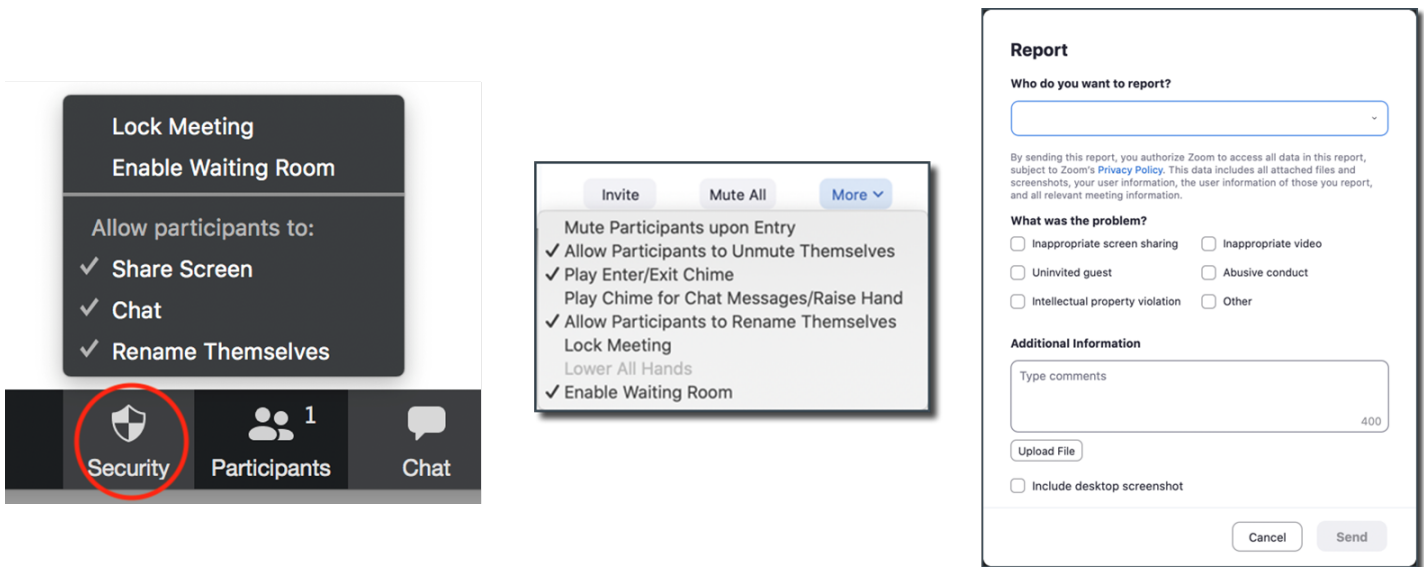 Lock Meeting
Enable Waiting Room
Allow participants to:
✓ Share Screen
✓ Chat
✓ Rename Themselves
Security
Participants 1
Chat
Invite Mute All More
Mute Participants upon Entry
✓ Allow Participants to Unmute Themselves
✓ Play Enter/Exit Chime
Play Chime for Chat Messages/Raise Hand
✓ Allow Participants to Rename Themselves
Lock Meeting
Lower All Hands
✓ Enable Waiting Room
Report
Who do you want to report?
By sending this report, you authorize Zoom to access all data in this report,
subject to Zoom's Privacy Policy. This data includes all attached files and
screenshots, your user information, the user information of those you report,
and all relevant meeting information.
What was the problem?
Inappropriate screen sharing Inappropriate video
Uninvited guest Abusive conduct
Intellectual property violation Other
Additional Information
Type comments
400
Upload File
Include desktop screenshot
Cancel Send